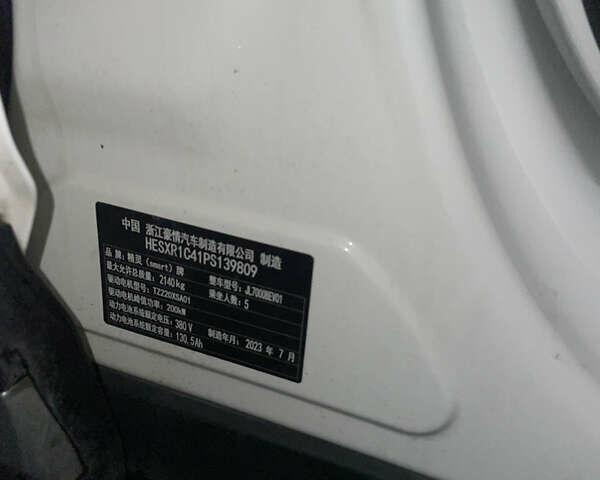 中国 浙江豪情汽车制造有限公司 制造
HESXR1C41PS139809
品 牌：精灵（smart）牌 整车型号：JL7000BEV01
最大允许总质量：2140kg 乘坐人数：5
驱动电机型号：TZ220XSA01
驱动电机峰值功率：200kW
动力电池系统额定电压：380V 制造年月：2023 年 7 月
动力电池系统额定容量：130.5Ah